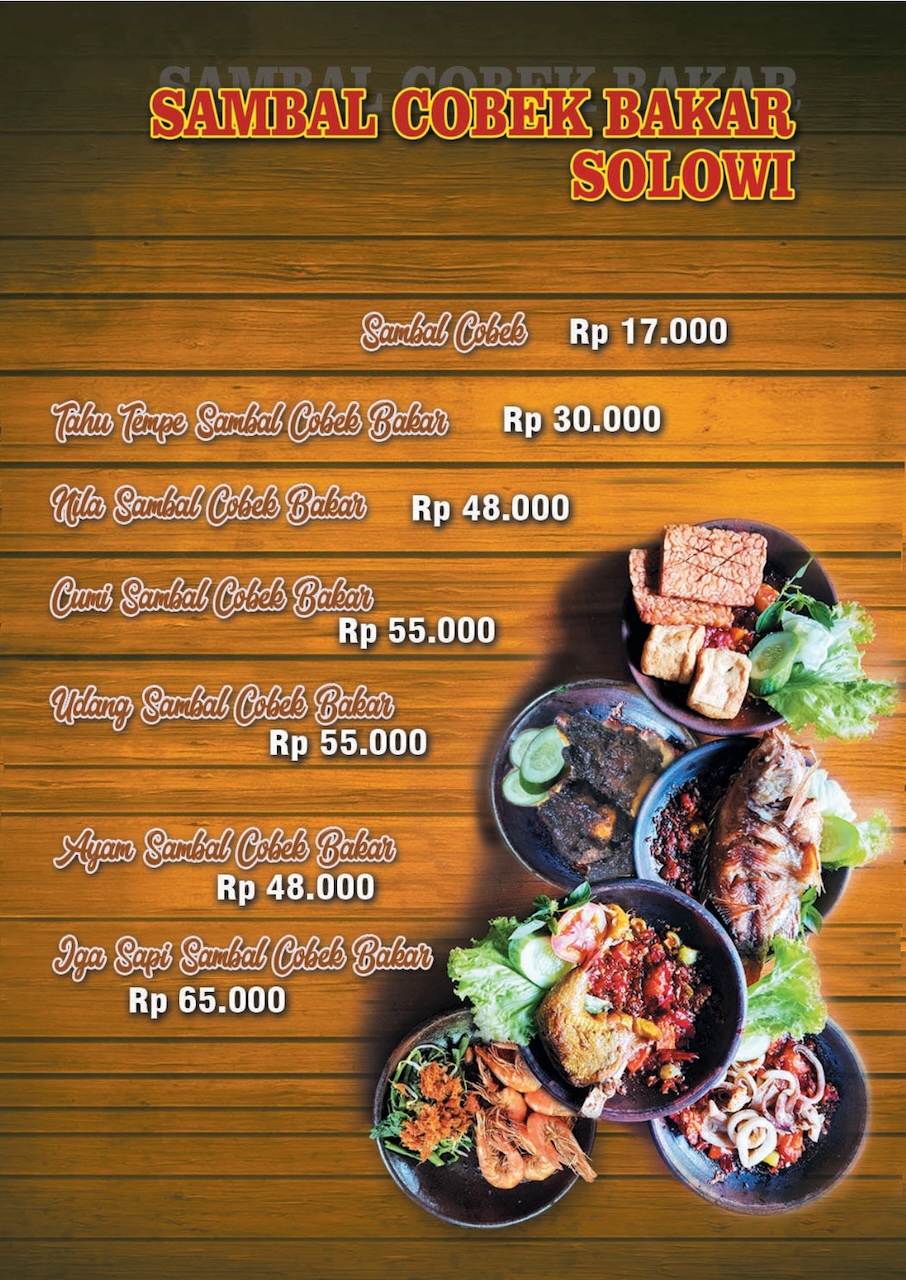 SAMBAL COBEK BAKAR
SOLOWI
Sambal Cobek Rp 17.000
Tahu Tempe Sambal Cobek Bakar Rp 30.000
Nila Sambal Cobek Bakar Rp 48.000
Cumi Sambal Cobek Bakar
Rp 55.000
Udang Sambal Cobek Bakar
Rp 55.000
Ayam Sambal Cobek Bakar
Rp 48.000
Iga Sapi Sambal Cobek Bakar
Rp 65.000